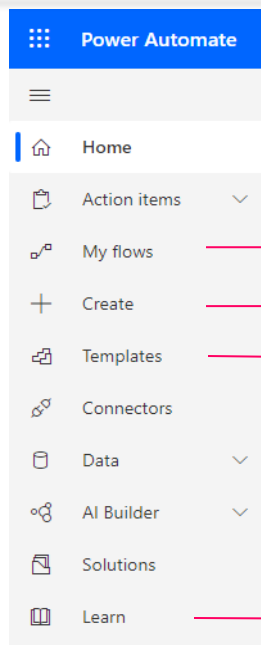 Power Automate
Home
Action items
My flows
Create
Templates
Connectors
Data
AI Builder
Solutions
Learn